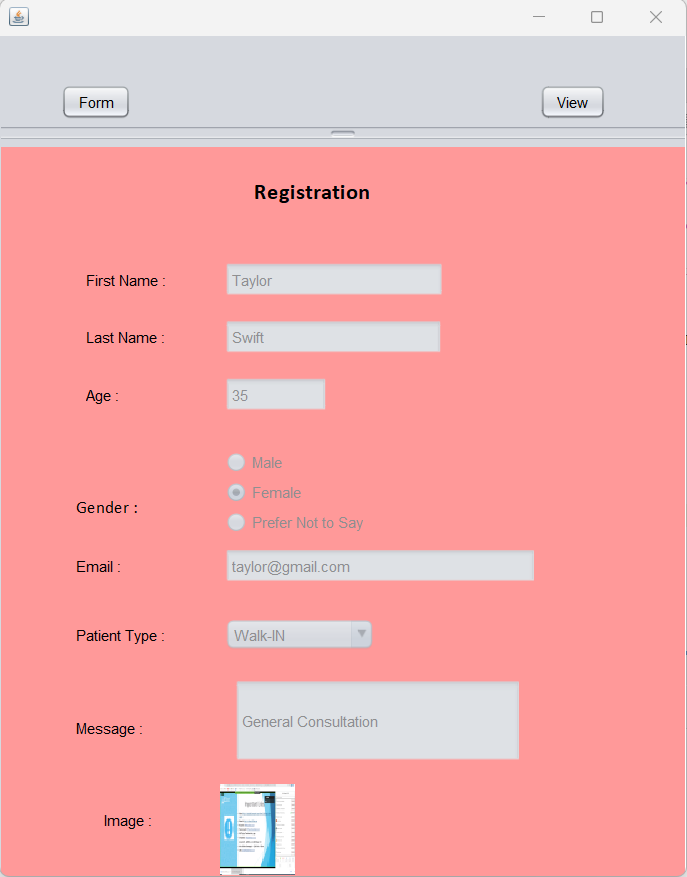 Form View
Registration
First Name : Taylor
Last Name : Swift
Age : 35
Male
Female
Gender :
Prefer Not to Say
Email : taylor@gmail.com
Patient Type : Walk-IN
Message : General Consultation
Image :